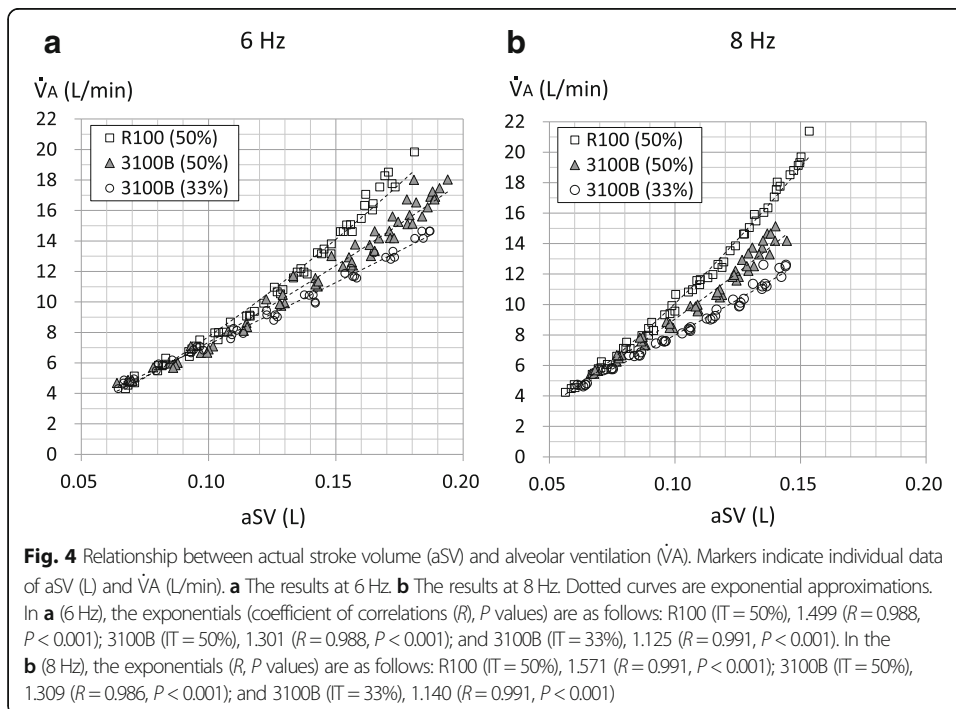 a 6 Hz
V̇A (L/min)
22
20
18
16
14
12
10
8
6
4
2
0
R100 (50%)
3100B (50%)
3100B (33%)
0.05 0.10 0.15 0.20
aSV (L)
b 8 Hz
V̇A (L/min)
22
20
18
16
14
12
10
8
6
4
2
0
R100 (50%)
3100B (50%)
3100B (33%)
0.05 0.10 0.15 0.20
aSV (L)
Fig. 4 Relationship between actual stroke volume (aSV) and alveolar ventilation (V̇A). Markers indicate individual data
of aSV (L) and V̇A (L/min). a The results at 6 Hz. b The results at 8 Hz. Dotted curves are exponential approximations.
In a (6 Hz), the exponentials (coefficient of correlations (R), P values) are as follows: R100 (IT = 50%), 1.499 (R = 0.988,
P < 0.001); 3100B (IT = 50%), 1.301 (R = 0.988, P < 0.001); and 3100B (IT = 33%), 1.125 (R = 0.991, P < 0.001). In the
b (8 Hz), the exponentials (R, P values) are as follows: R100 (IT = 50%), 1.571 (R = 0.991, P < 0.001); 3100B (IT = 50%),
1.309 (R = 0.986, P < 0.001); and 3100B (IT = 33%), 1.140 (R = 0.991, P < 0.001)